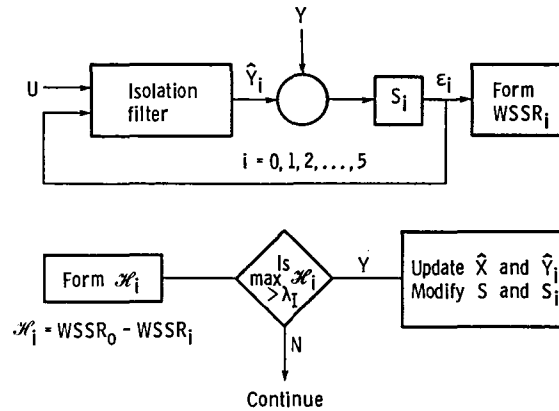 Y
U
Isolation
filter
Ŷi
Si
εi
Form
WSSRi
i = 0, 1, 2, . . . , 5
Form ℋi
ℋi = WSSR0 - WSSRi
Is
max ℋi
> λI
Y
N
Continue
Update X̂ and Ŷi
Modify S and Si